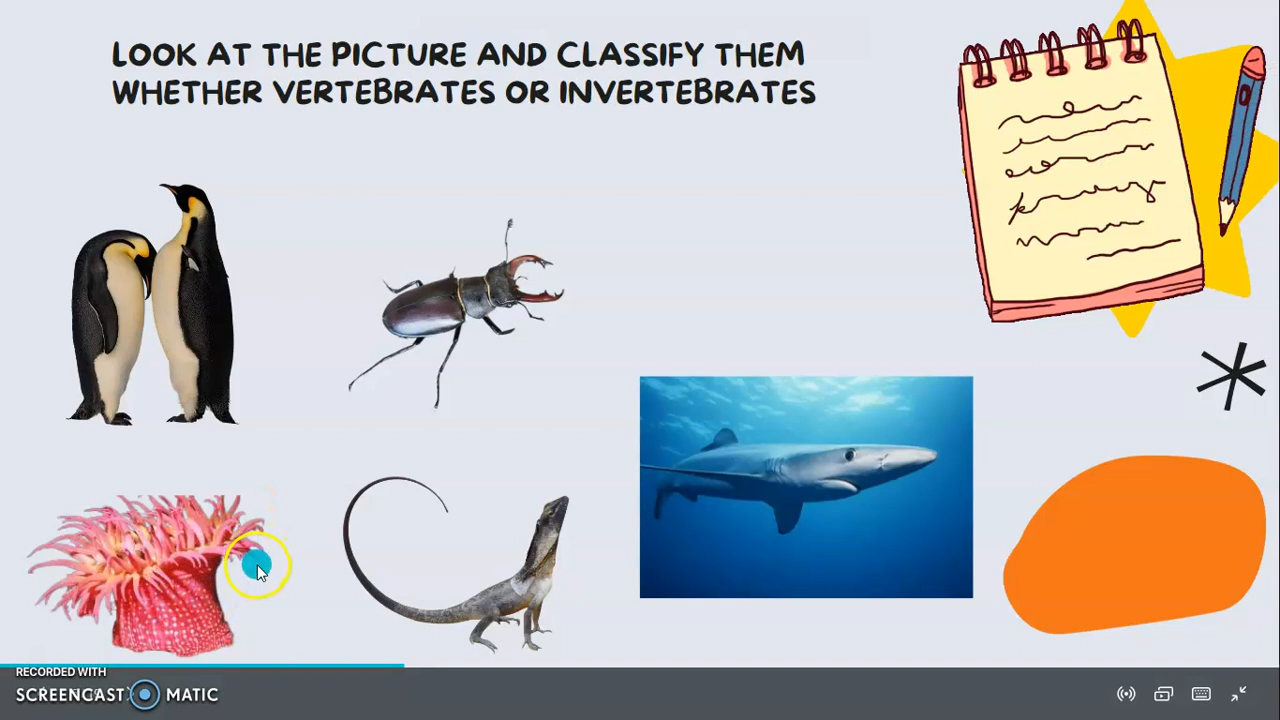 LOOK AT THE PICTURE AND CLASSIFY THEM
WHETHER VERTEBRATES OR INVERTEBRATES
RECORDED WITH
SCREENCAST MATIC